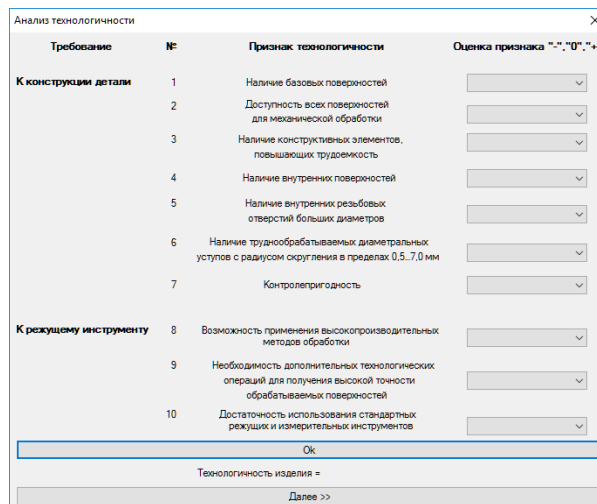 Анализ технологичности
Требование № Признак технологичности Оценка признака "-"."0"."+
К конструкции детали 1 Наличие базовых поверхностей
2 Доступность всех поверхностей
для механической обработки
3 Наличие конструктивных элементов,
повышающих трудоемкость
4 Наличие внутренних поверхностей
5 Наличие внутренних резьбовых
отверстий больших диаметров
6 Наличие труднообрабатываемых диаметральных
уступов с радиусом скругления в пределах 0,5..7,0 мм
7 Контролепригодность
К режущему инструменту 8 Возможность применения высокопроизводительных
методов обработки
9 Необходимость дополнительных технологических
операций для получения высокой точности
обрабатываемых поверхностей
10 Достаточность использования стандартных
режущих и измерительных инструментов
Ok
Технологичность изделия =
Далее >>